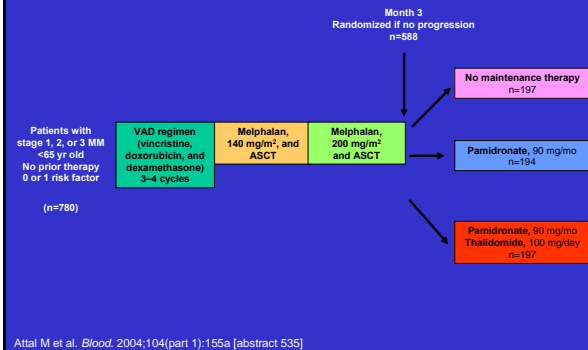 Month 3
Randomized if no progression
n=588
No maintenance therapy
n=197
Patients with
stage 1, 2, or 3 MM
<65 yr old
No prior therapy
0 or 1 risk factor
(n=780)
VAD regimen
(vincristine,
doxorubicin, and
dexamethasone)
3–4 cycles
Melphalan,
140 mg/m², and
ASCT
Melphalan,
200 mg/m²
and ASCT
Pamidronate, 90 mg/mo
n=194
Pamidronate, 90 mg/mo
Thalidomide, 100 mg/day
n=197
Attal M et al. Blood. 2004;104(part 1):155a [abstract 535]